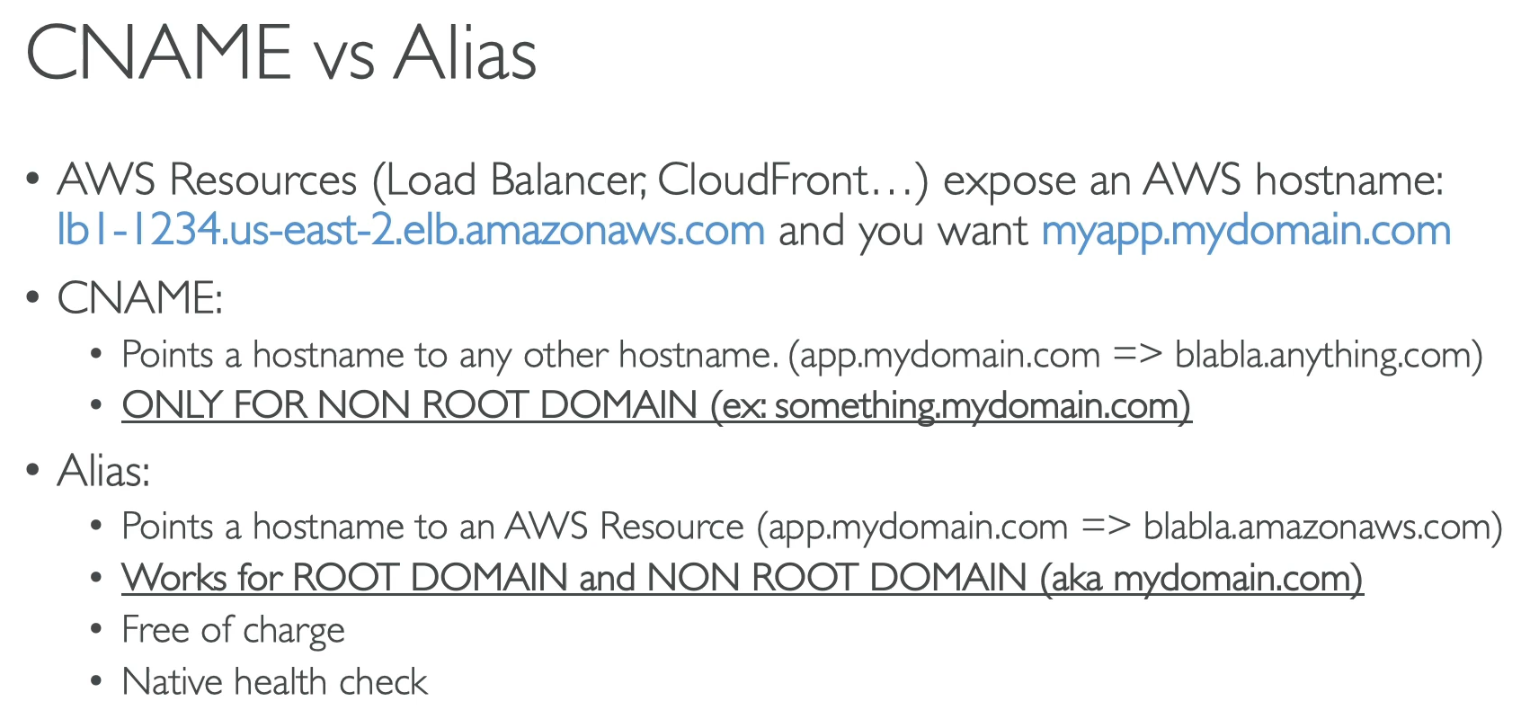 CNAME vs Alias
• AWS Resources (Load Balancer, CloudFront…) expose an AWS hostname:
lb1-1234.us-east-2.elb.amazonaws.com and you want myapp.mydomain.com
• CNAME:
• Points a hostname to any other hostname. (app.mydomain.com => blabla.anything.com)
• ONLY FOR NON ROOT DOMAIN (ex: something.mydomain.com)
• Alias:
• Points a hostname to an AWS Resource (app.mydomain.com => blabla.amazonaws.com)
• Works for ROOT DOMAIN and NON ROOT DOMAIN (aka mydomain.com)
• Free of charge
• Native health check